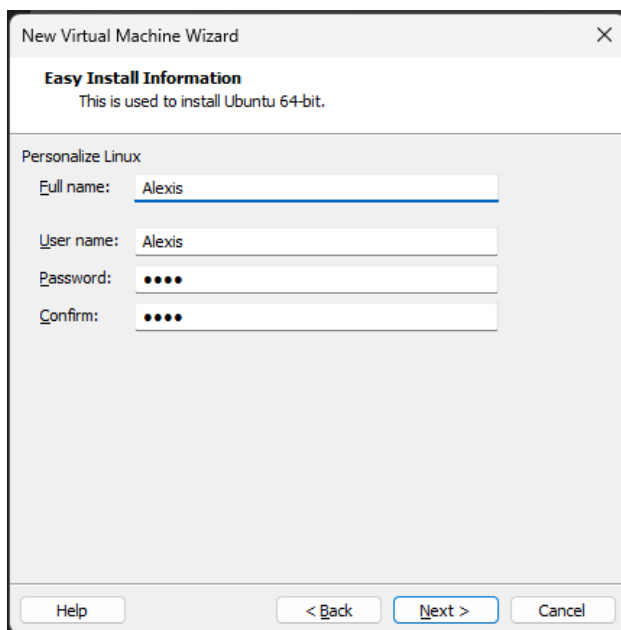 New Virtual Machine Wizard
Easy Install Information
This is used to install Ubuntu 64-bit.
Personalize Linux
Full name: Alexis
User name: Alexis
Password: ●●●●
Confirm: ●●●●
Help < Back Next > Cancel